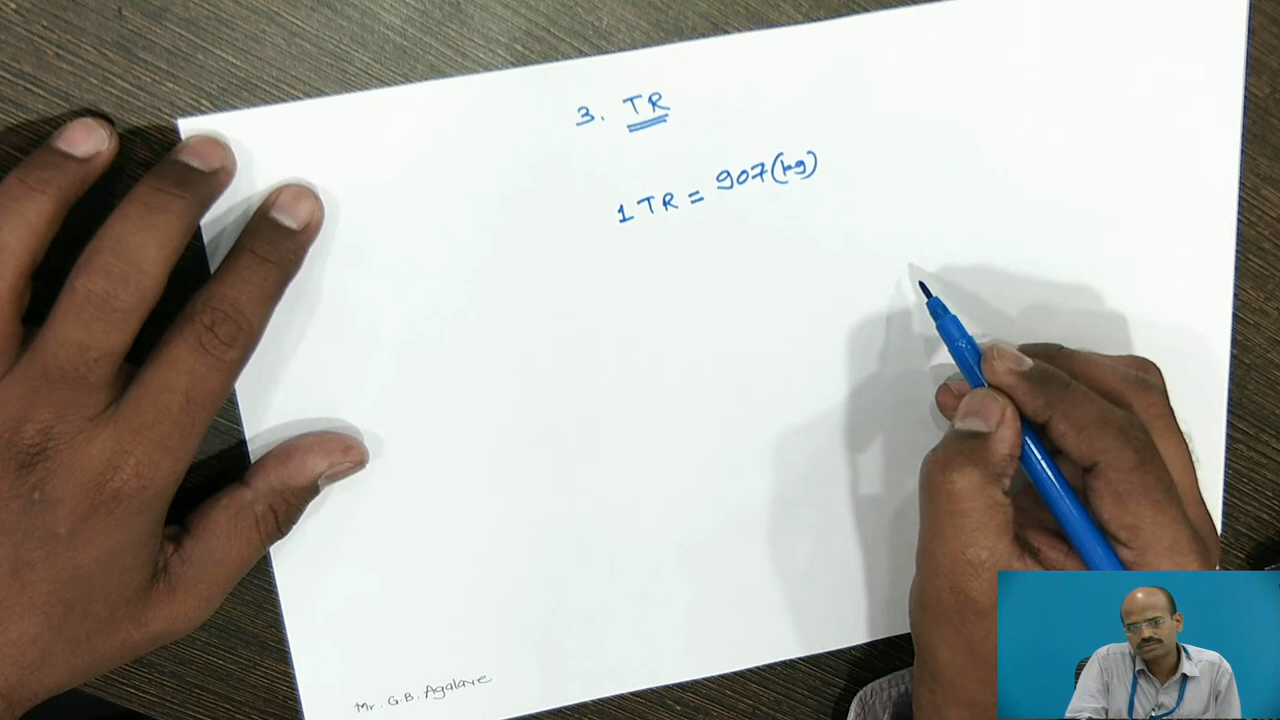 3. TR
1 TR = 907(kg)
Mr. G.B. Agalave